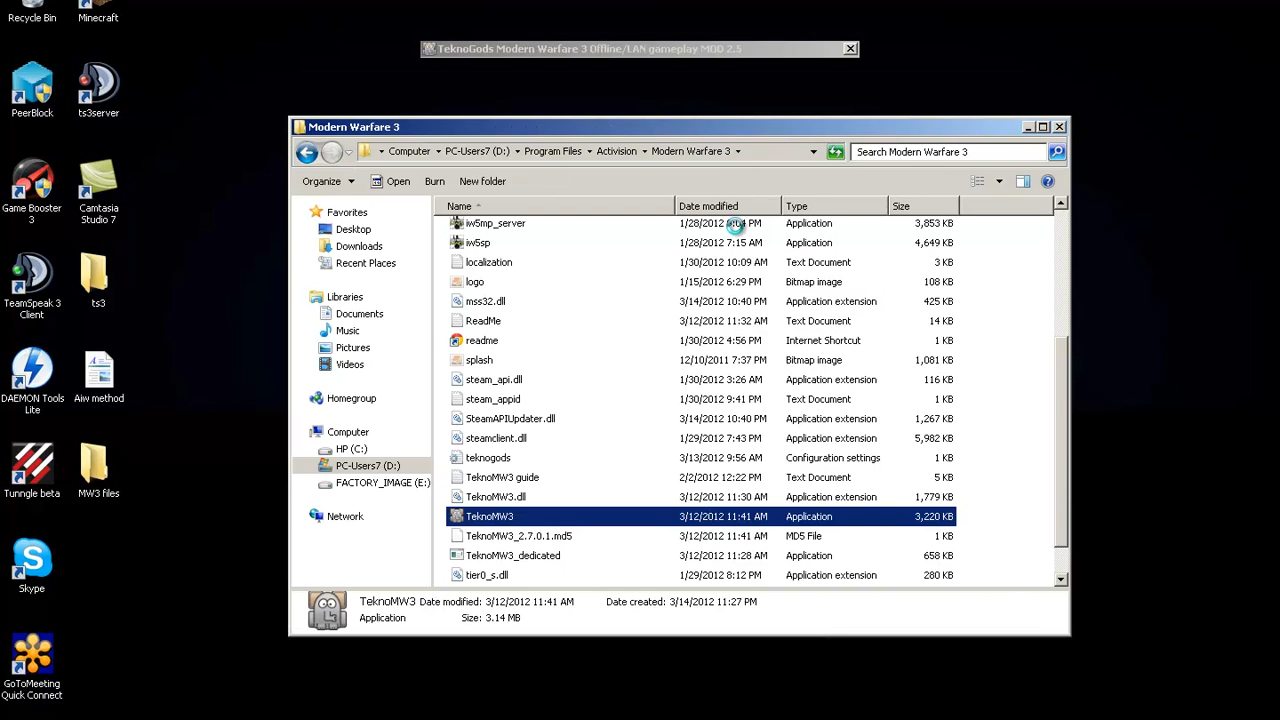 Recycle Bin
Minecraft
PeerBlock
ts3server
Game Booster
3
Camtasia
Studio 7
TeamSpeak 3
Client
ts3
DAEMON Tools
Lite
Aiw method
Tunngle beta
MW3 files
Skype
GoToMeeting
Quick Connect
TeknoGods Modern Warfare 3 Offline/LAN gameplay MOD 2.5
Modern Warfare 3
Computer PC-Users7 (D:) Program Files Activision Modern Warfare 3
Search Modern Warfare 3
Organize Open Burn New folder
Favorites
Desktop
Downloads
Recent Places
Libraries
Documents
Music
Pictures
Videos
Homegroup
Computer
HP (C:)
PC-Users7 (D:)
FACTORY_IMAGE (E:)
Network
Name Date modified Type Size
iw5mp_server 1/28/2012 PM Application 3,853 KB
iw5sp 1/28/2012 7:15 AM Application 4,649 KB
localization 1/30/2012 10:09 AM Text Document 3 KB
logo 1/15/2012 6:29 PM Bitmap image 108 KB
mss32.dll 3/14/2012 10:40 PM Application extension 425 KB
ReadMe 3/12/2012 11:32 AM Text Document 14 KB
readme 1/30/2012 4:56 PM Internet Shortcut 1 KB
splash 12/10/2011 7:37 PM Bitmap image 1,081 KB
steam_api.dll 1/30/2012 3:26 AM Application extension 116 KB
steam_appid 1/30/2012 9:41 PM Text Document 1 KB
SteamAPIUpdater.dll 3/14/2012 10:40 PM Application extension 1,267 KB
steamclient.dll 1/29/2012 7:43 PM Application extension 5,982 KB
teknogods 3/13/2012 9:56 AM Configuration settings 1 KB
TeknoMW3 guide 2/2/2012 12:22 PM Text Document 5 KB
TeknoMW3.dll 3/12/2012 11:30 AM Application extension 1,779 KB
TeknoMW3 3/12/2012 11:41 AM Application 3,220 KB
TeknoMW3_2.7.0.1.md5 3/12/2012 11:41 AM MD5 File 1 KB
TeknoMW3_dedicated 3/12/2012 11:28 AM Application 658 KB
tier0_s.dll 1/29/2012 8:12 PM Application extension 280 KB
TeknoMW3 Date modified: 3/12/2012 11:41 AM Date created: 3/14/2012 11:27 PM
Application Size: 3.14 MB